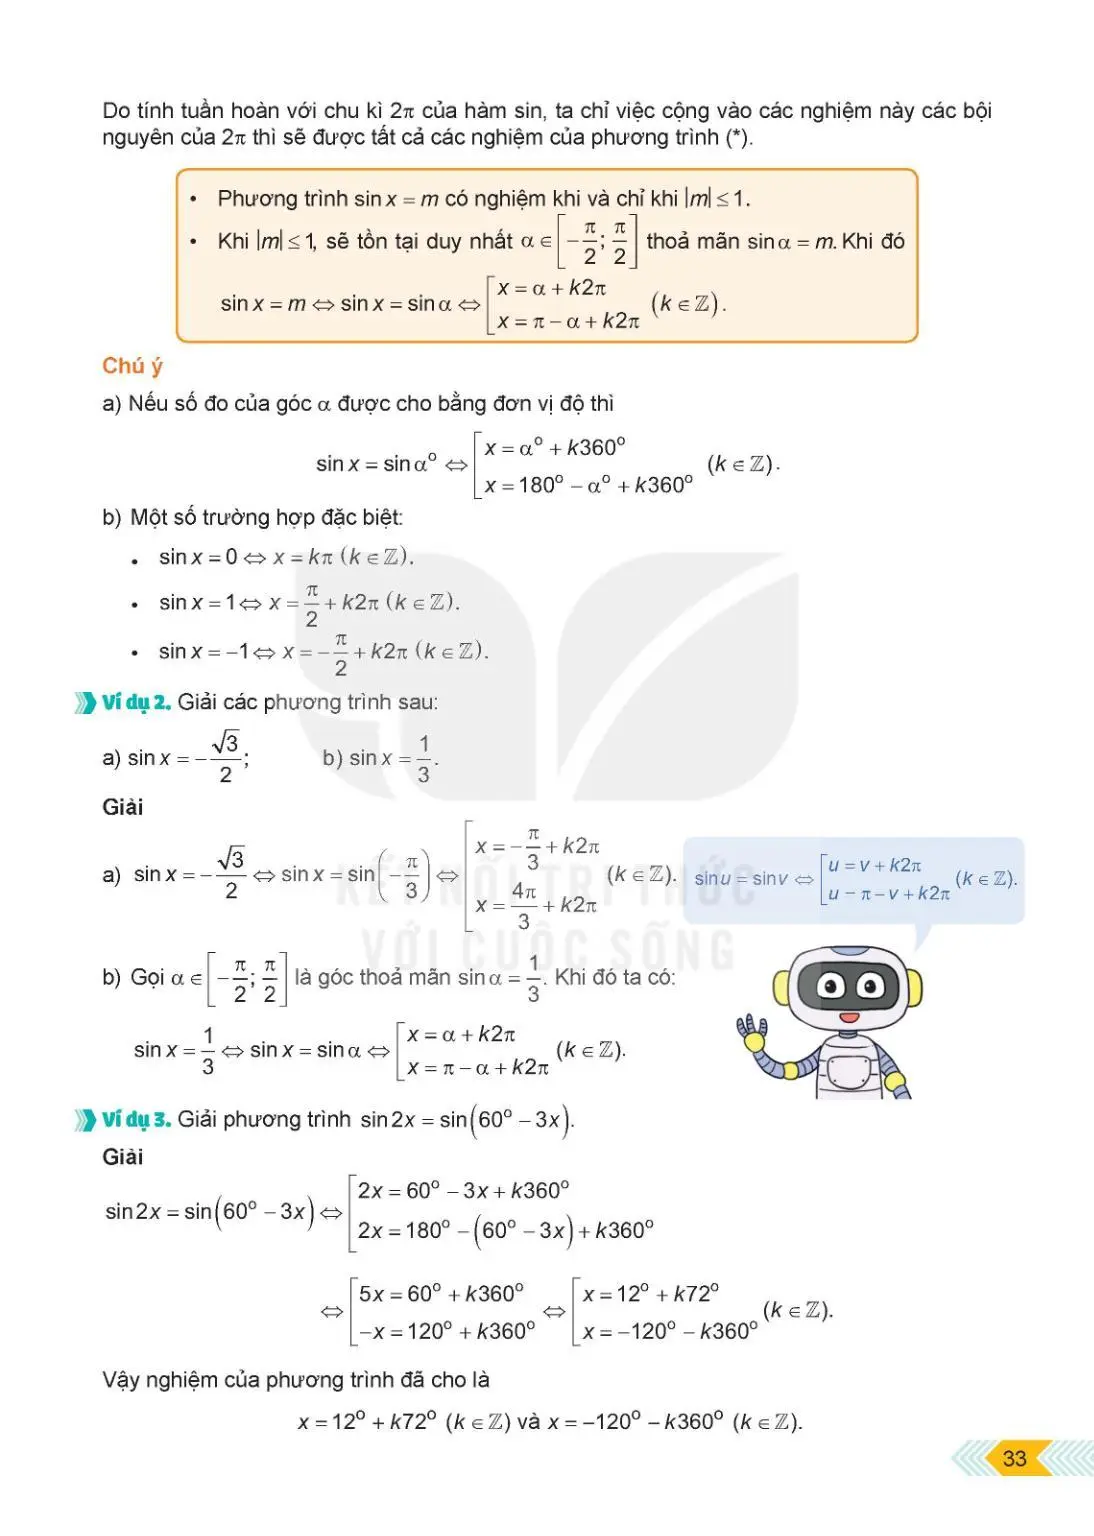 Do tính tuần hoàn với chu kì 2π của hàm sin, ta chỉ việc cộng vào các nghiệm này các bội
nguyên của 2π thì sẽ được tất cả các nghiệm của phương trình (*).
• Phương trình sin x = m có nghiệm khi và chỉ khi |m| ≤ 1.
• Khi |m| ≤ 1, sẽ tồn tại duy nhất α ∈ [−π/2; π/2] thoả mãn sin α = m. Khi đó
sin x = m ⇔ sin x = sin α ⇔ [x = α + k2π
x = π − α + k2π (k ∈ ℤ).
Chú ý
a) Nếu số đo của góc α được cho bằng đơn vị độ thì
sin x = sin α° ⇔ [x = α° + k360°
x = 180° − α° + k360° (k ∈ ℤ).
b) Một số trường hợp đặc biệt:
• sin x = 0 ⇔ x = kπ (k ∈ ℤ).
• sin x = 1 ⇔ x = π/2 + k2π (k ∈ ℤ).
• sin x = −1 ⇔ x = −π/2 + k2π (k ∈ ℤ).
Ví dụ 2. Giải các phương trình sau:
a) sin x = −√3/2; b) sin x = 1/3.
Giải
a) sin x = −√3/2 ⇔ sin x = sin(−π/3) ⇔ [x = −π/3 + k2π
x = 4π/3 + k2π (k ∈ ℤ).
sin u = sin v ⇔ [u = v + k2π
u = π − v + k2π (k ∈ ℤ).
KẾT NỐI TRI THỨC
VỚI CUỘC SỐNG
b) Gọi α ∈ [−π/2; π/2] là góc thoả mãn sin α = 1/3. Khi đó ta có:
sin x = 1/3 ⇔ sin x = sin α ⇔ [x = α + k2π
x = π − α + k2π (k ∈ ℤ).
Ví dụ 3. Giải phương trình sin 2x = sin(60° − 3x).
Giải
sin 2x = sin(60° − 3x) ⇔ [2x = 60° − 3x + k360°
2x = 180° − (60° − 3x) + k360°
⇔ [5x = 60° + k360°
−x = 120° + k360° ⇔ [x = 12° + k72°
x = −120° − k360° (k ∈ ℤ).
Vậy nghiệm của phương trình đã cho là
x = 12° + k72° (k ∈ ℤ) và x = −120° − k360° (k ∈ ℤ).
33